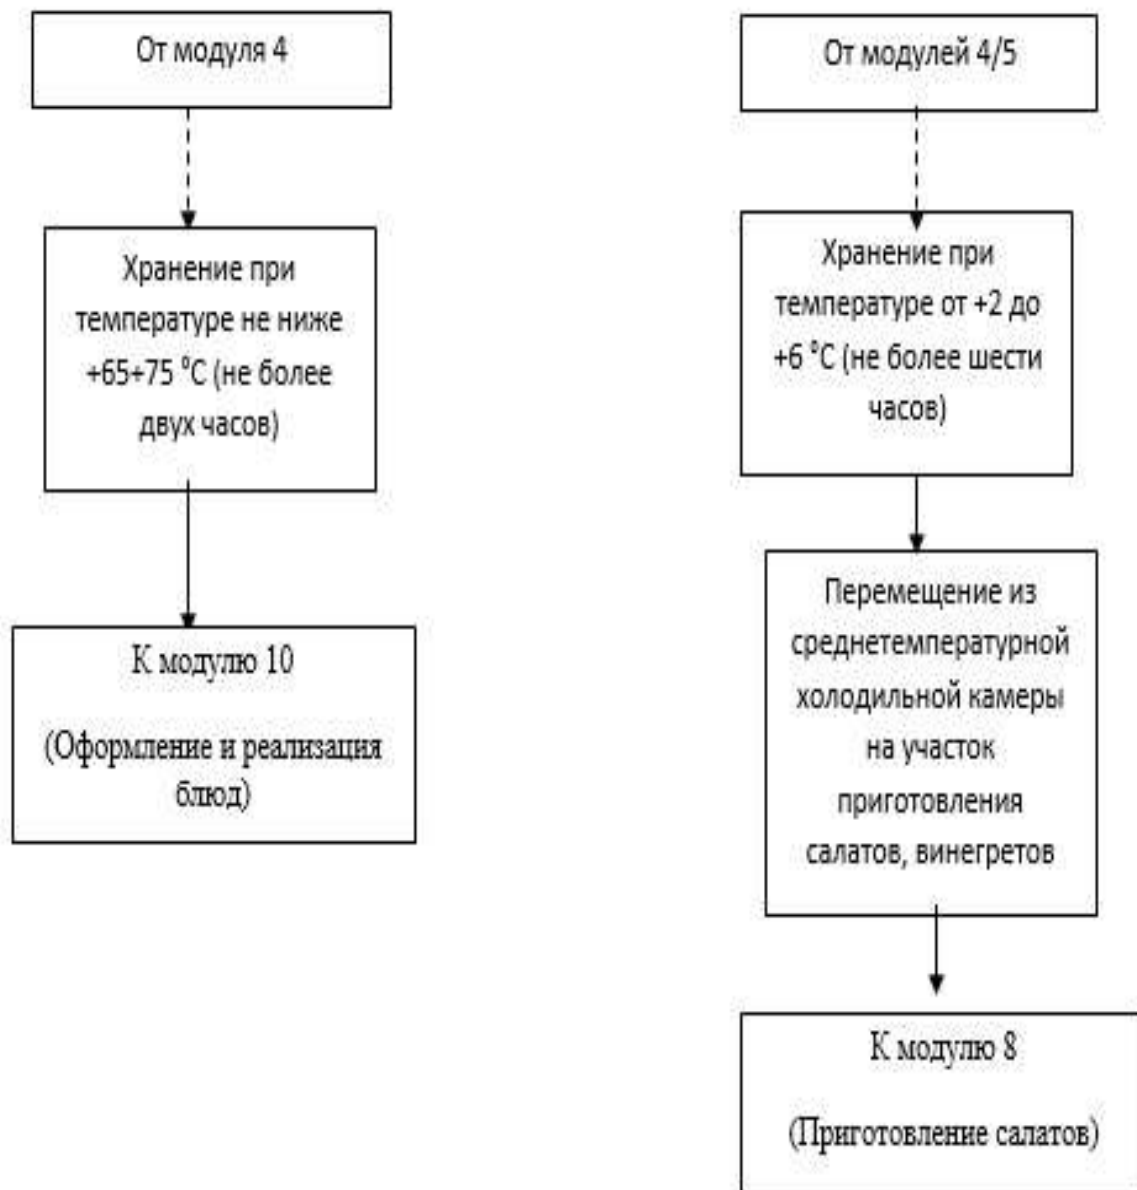 От модуля 4
Хранение при
температуре не ниже
+65+75 °С (не более
двух часов)
К модулю 10
(Оформление и реализация
блюд)
От модулей 4/5
Хранение при
температуре от +2 до
+6 °С (не более шести
часов)
Перемещение из
среднетемпературной
холодильной камеры
на участок
приготовления
салатов, винегретов
К модулю 8
(Приготовление салатов)